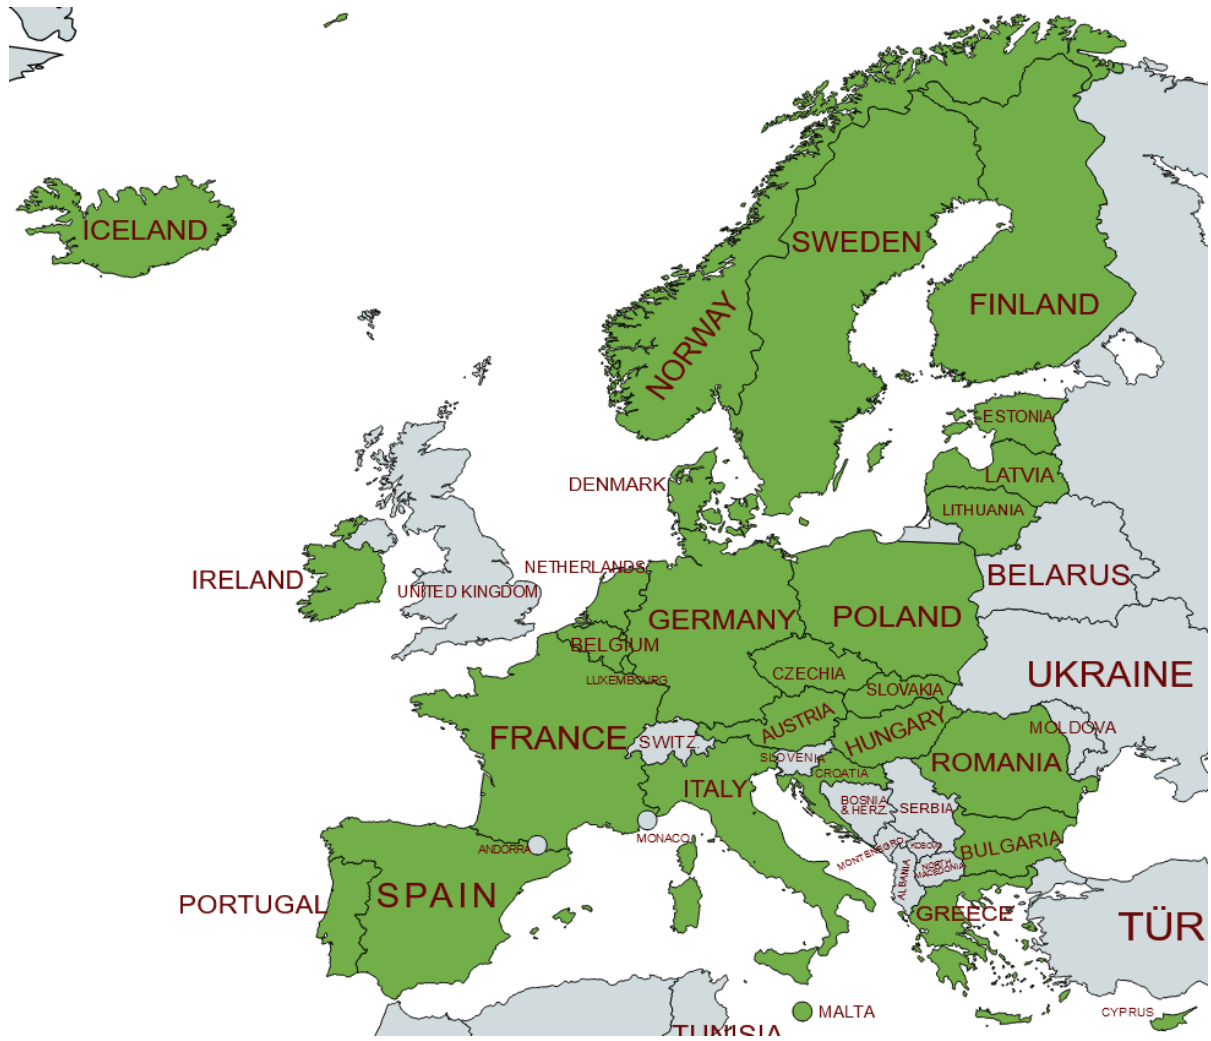 ICELAND
SWEDEN
FINLAND
NORWAY
ESTONIA
LATVIA
DENMARK
LITHUANIA
NETHERLANDS
BELARUS
IRELAND
UNITED KINGDOM
GERMANY
POLAND
BELGIUM
CZECHIA
UKRAINE
LUXEMBOURG
SLOVAKIA
AUSTRIA
HUNGARY
MOLDOVA
FRANCE
SWITZ.
SLOVENIA
ROMANIA
CROATIA
ITALY
BOSNIA
& HERZ.
SERBIA
MONACO
ANDORRA
MONTENEGRO
KOSOVO
BULGARIA
NORTH
MACEDONIA
ALBANIA
SPAIN
PORTUGAL
GREECE
TÜR
MALTA
CYPRUS
TUNISIA